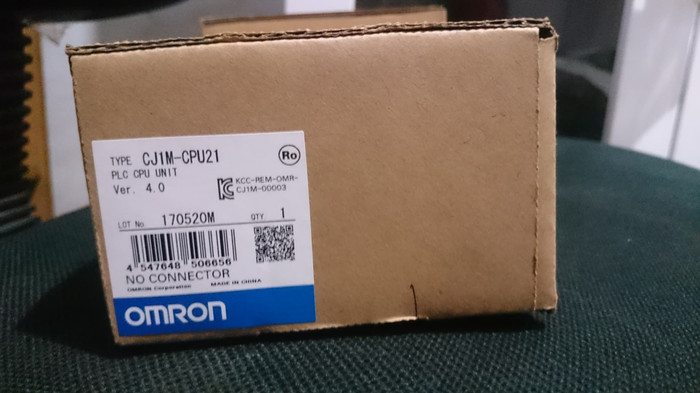 TYPE CJ1M-CPU21
Ro
PLC CPU UNIT
Ver. 4.0
KCC-REM-OMR-
CJ1M-00003
LOT No. 170520M
QTY 1
4 547648 506656
NO CONNECTOR
OMRON Corporation MADE IN CHINA
OMRON